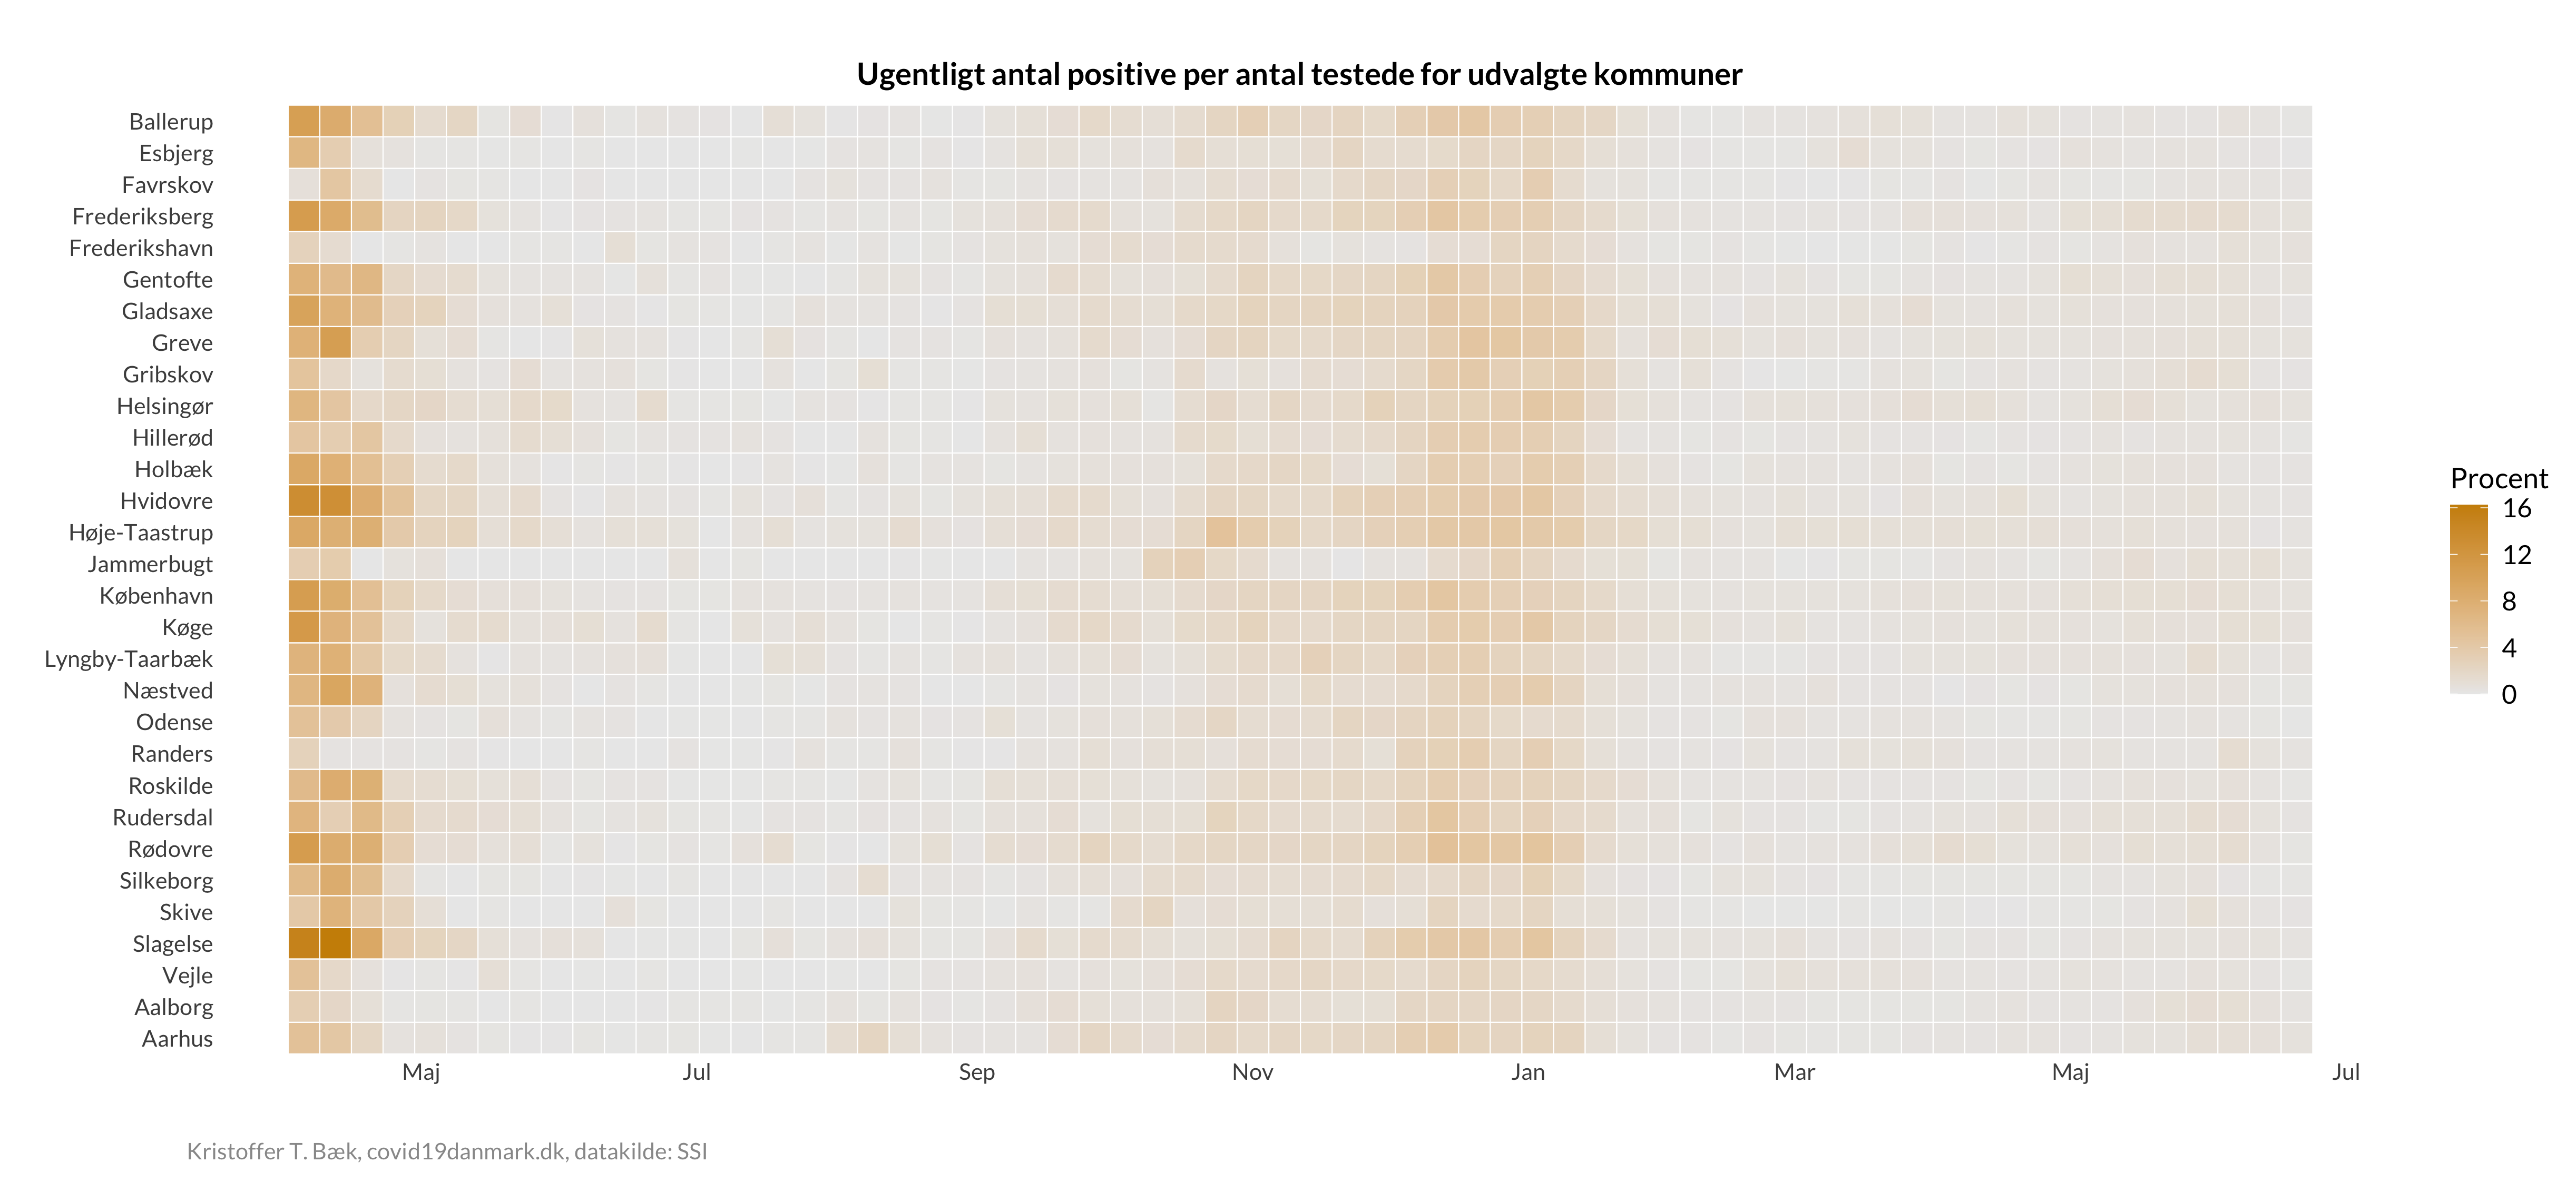 Ugentligt antal positive per antal testede for udvalgte kommuner
Ballerup
Esbjerg
Favrskov
Frederiksberg
Frederikshavn
Gentofte
Gladsaxe
Greve
Gribskov
Helsingør
Hillerød
Holbæk
Hvidovre
Høje-Taastrup
Jammerbugt
København
Køge
Lyngby-Taarbæk
Næstved
Odense
Randers
Roskilde
Rudersdal
Rødovre
Silkeborg
Skive
Slagelse
Vejle
Aalborg
Aarhus
Maj Jul Sep Nov Jan Mar Maj Jul
Procent
16
12
8
4
0
Kristoffer T. Bæk, covid19danmark.dk, datakilde: SSI